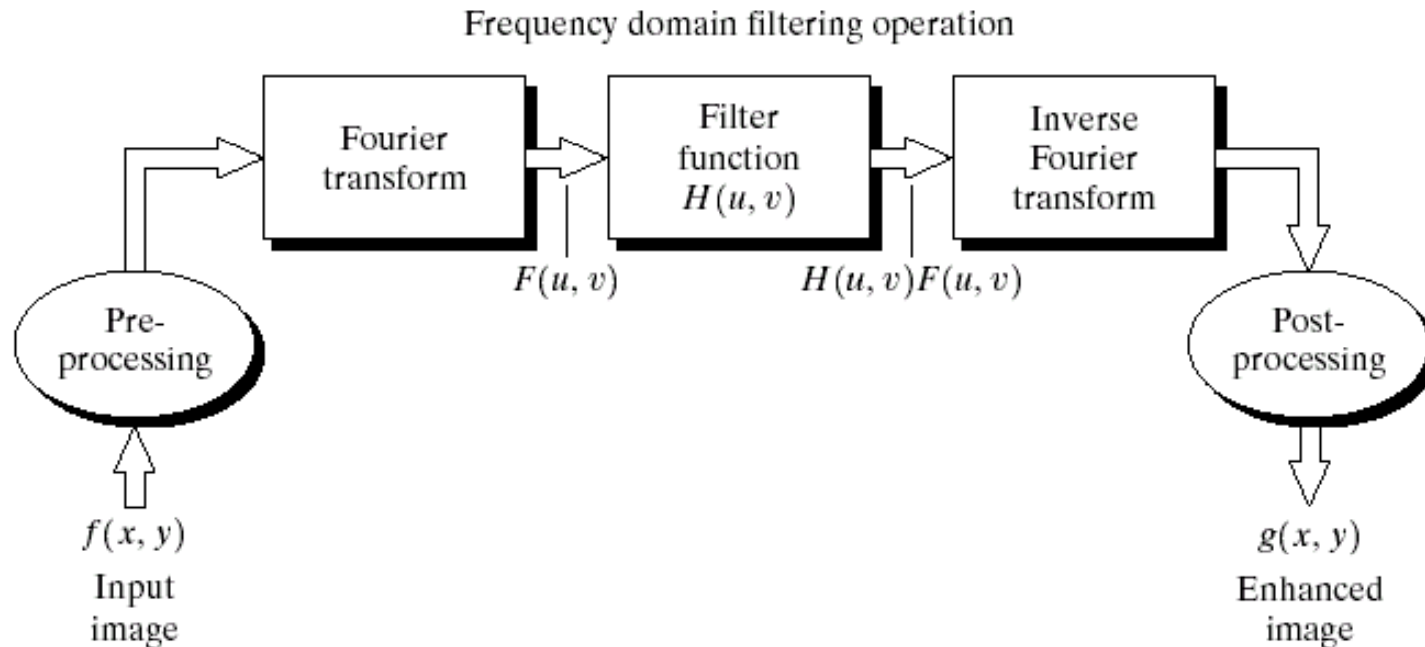 Frequency domain filtering operation
Fourier
transform
Filter
function
H(u, v)
Inverse
Fourier
transform
F(u, v)
H(u, v)F(u, v)
Pre-
processing
Post-
processing
f(x, y)
Input
image
g(x, y)
Enhanced
image